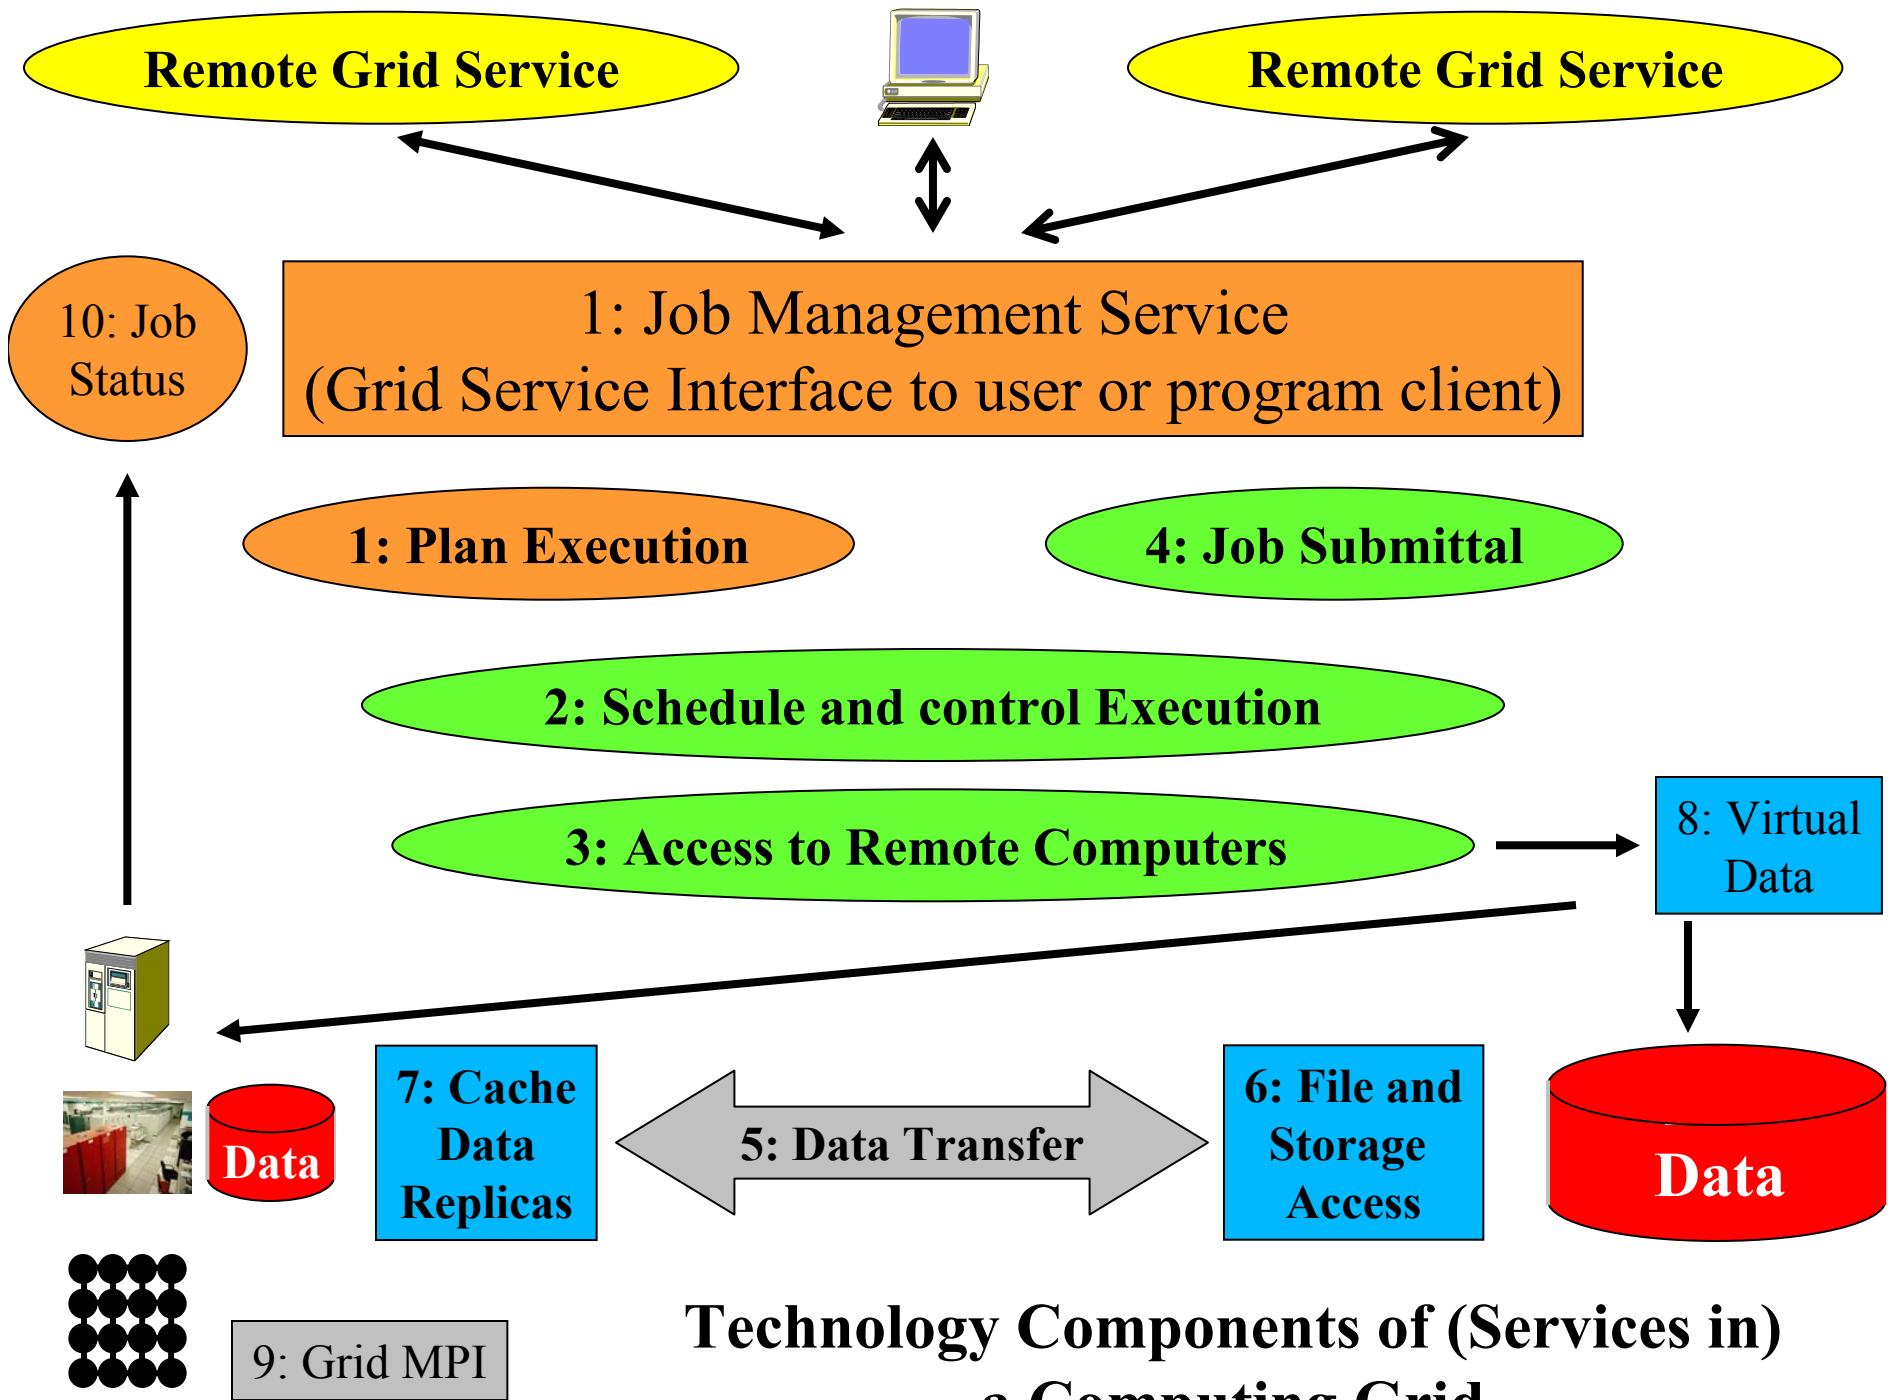 Remote Grid Service
Remote Grid Service
10: Job
Status
1: Job Management Service
(Grid Service Interface to user or program client)
1: Plan Execution
4: Job Submittal
2: Schedule and control Execution
3: Access to Remote Computers
8: Virtual
Data
7: Cache
Data
Replicas
5: Data Transfer
6: File and
Storage
Access
Data
Data
9: Grid MPI
Technology Components of (Services in)
a Computing Grid